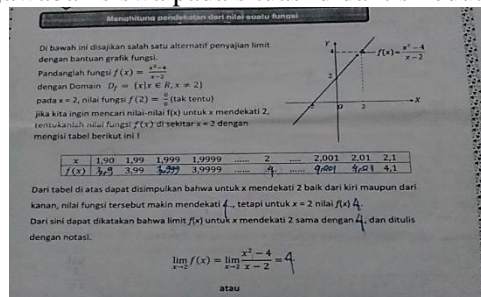 Menghitung pendekatan dari nilai suatu fungsi
Di bawah ini disajikan salah satu alternatif penyajian limit
dengan bantuan grafik fungsi.
Pandanglah fungsi f(x) = x²−4 / x−2
dengan Domain D_f = {x|x ∈ R, x ≠ 2}
pada x = 2, nilai fungsi f(2) = 0/0 (tak tentu)
jika kita ingin mencari nilai-nilai f(x) untuk x mendekati 2,
tentukanlah nilai fungsi f(x) di sekitar x = 2 dengan
mengisi tabel berikut ini !
Y
4
2
f(x)= x²−4 / x−2
-2
O
2
X
x 1,90 1,99 1,999 1,9999 ...... 2 ...... 2,001 2,01 2,1
f(x) 3,9 3,99 3,999 3,9999 ...... 4 ...... 4,001 4,01 4,1
Dari tabel di atas dapat disimpulkan bahwa untuk x mendekati 2 baik dari kiri maupun dari
kanan, nilai fungsi tersebut makin mendekati 4, tetapi untuk x = 2 nilai f(x) 4.
Dari sini dapat dikatakan bahwa limit f(x) untuk x mendekati 2 sama dengan 4, dan ditulis
dengan notasi.
lim x→2 f(x) = lim x→2 x²−4 / x−2 = 4
atau